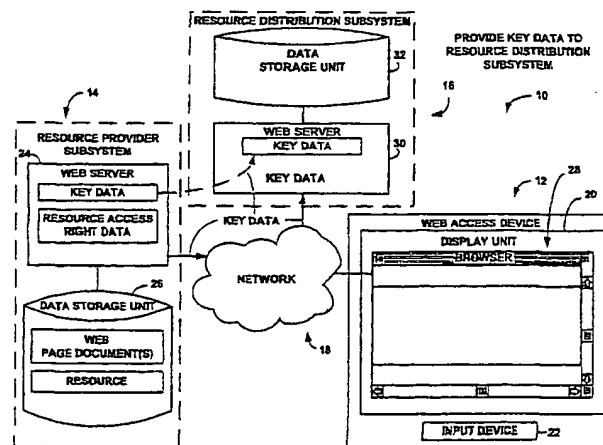 RESOURCE DISTRIBUTION SUBSYSTEM
DATA
STORAGE UNIT
32
PROVIDE KEY DATA TO
RESOURCE DISTRIBUTION
SUBSYSTEM
14
16
10
RESOURCE PROVIDER
SUBSYSTEM
24
WEB SERVER
KEY DATA
RESOURCE ACCESS
RIGHT DATA
WEB SERVER
KEY DATA
30
KEY DATA
12
28
KEY DATA
WEB ACCESS DEVICE
20
DISPLAY UNIT
BROWSER
NETWORK
26
DATA STORAGE UNIT
WEB
PAGE DOCUMENT(S)
RESOURCE
18
INPUT DEVICE
22